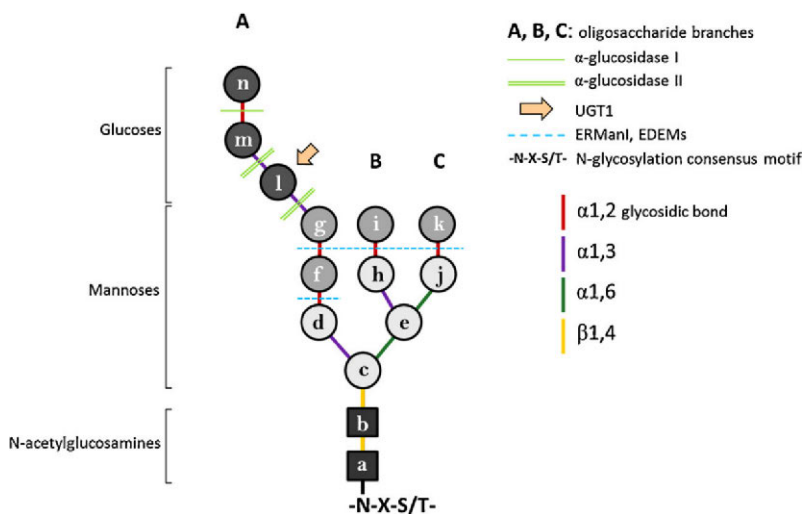 A, B, C: oligosaccharide branches
α-glucosidase I
α-glucosidase II
UGT1
ERManI, EDEMs
-N-X-S/T- N-glycosylation consensus motif
α1,2 glycosidic bond
α1,3
α1,6
β1,4
A
B
C
Glucoses
Mannoses
N-acetylglucosamines
n
m
l
g
i
k
f
h
j
d
e
c
b
a
-N-X-S/T-